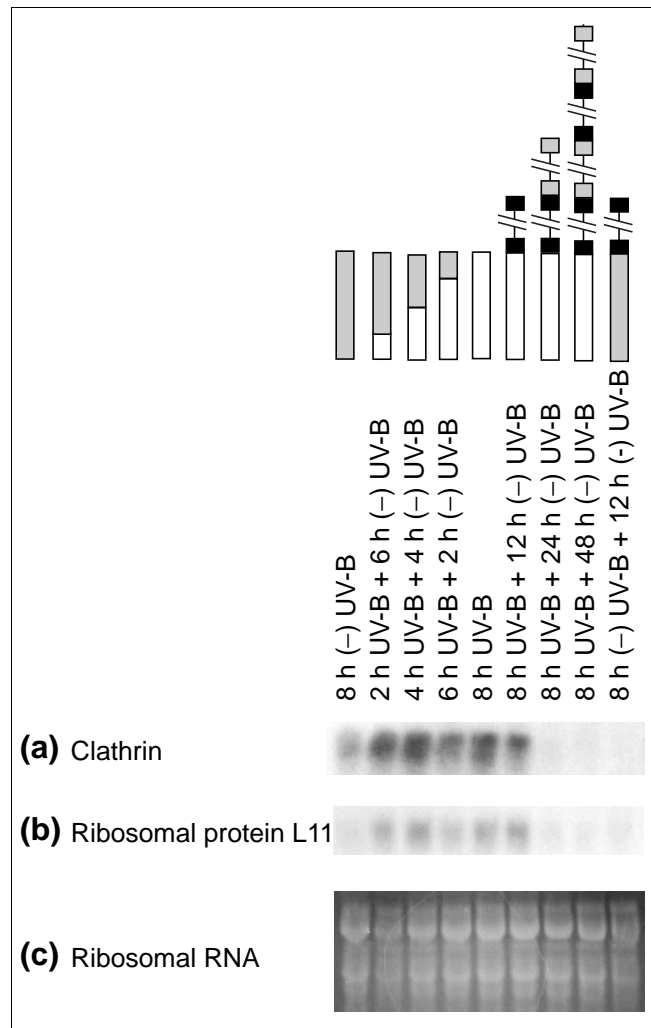 8 h (–) UV-B
2 h UV-B + 6 h (–) UV-B
4 h UV-B + 4 h (–) UV-B
6 h UV-B + 2 h (–) UV-B
8 h UV-B
8 h UV-B + 12 h (–) UV-B
8 h UV-B + 24 h (–) UV-B
8 h UV-B + 48 h (–) UV-B
8 h (–) UV-B + 12 h (-) UV-B
(a) Clathrin
(b) Ribosomal protein L11
(c) Ribosomal RNA